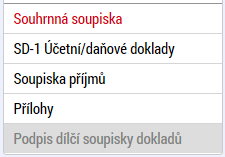 Souhrnná soupiska
SD-1 Účetní/daňové doklady
Soupiska příjmů
Přílohy
Podpis dílčí soupisky dokladů